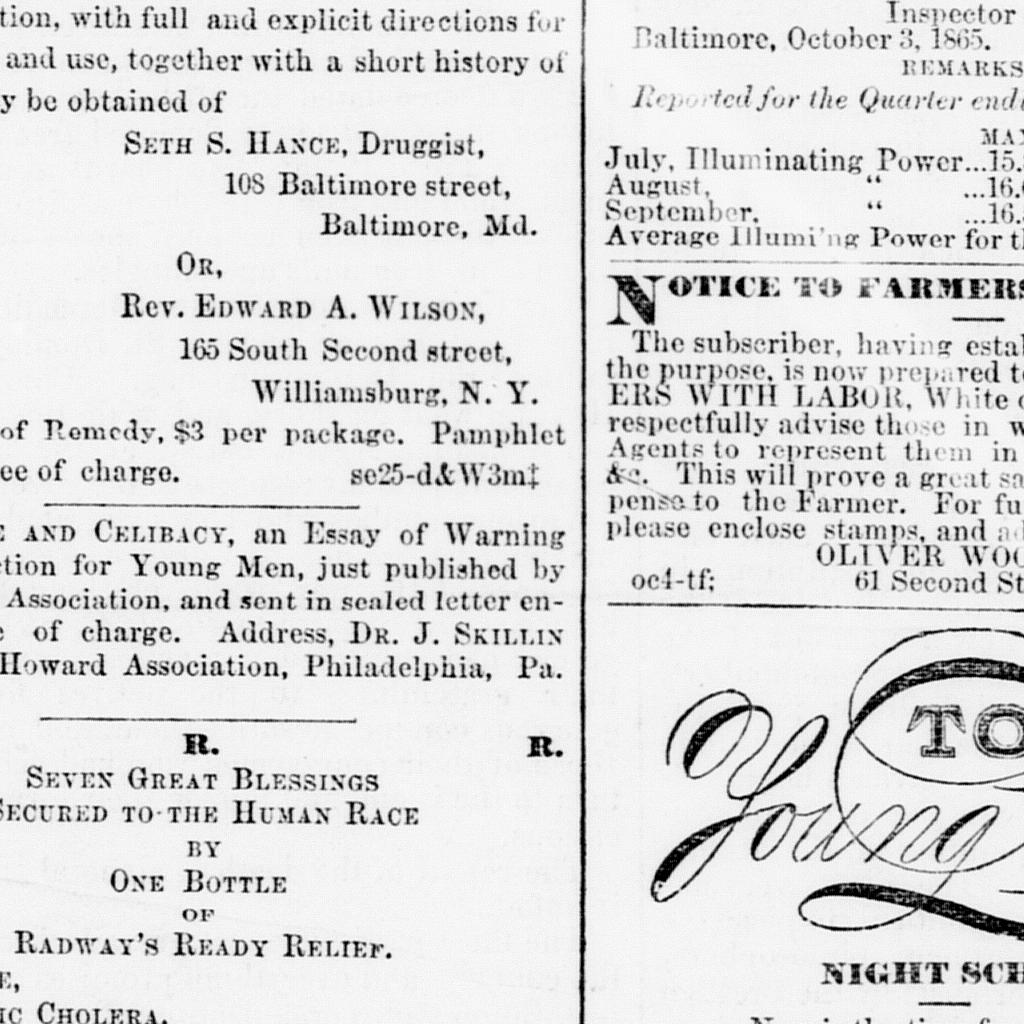 tion, with full and explicit directions for
and use, together with a short history of
y be obtained of
SETH S. HANCE, Druggist,
108 Baltimore street,
Baltimore, Md.
OR,
Rev. EDWARD A. WILSON,
165 South Second street,
Williamsburg, N. Y.
of Remedy, $3 per package. Pamphlet
ee of charge. se25-d&W3m‡
E AND CELIBACY, an Essay of Warning
ction for Young Men, just published by
Association, and sent in sealed letter en-
e of charge. Address, DR. J. SKILLIN
Howard Association, Philadelphia, Pa.
R. R.
SEVEN GREAT BLESSINGS
SECURED TO THE HUMAN RACE
BY
ONE BOTTLE
OF
RADWAY'S READY RELIEF.
E,
IC CHOLERA.
Inspector
Baltimore, October 3, 1865.
REMARKS
Reported for the Quarter endi
MAX
July, Illuminating Power...15.
August, “ ...16.
September, “ ...16.
Average Illumi'ng Power for th
NOTICE TO FARMERS
The subscriber, having estab
the purpose, is now prepared to
ERS WITH LABOR, White o
respectfully advise those in w
Agents to represent them in
&c. This will prove a great sa
pense to the Farmer. For fu
please enclose stamps, and ad
OLIVER WOO
oc4-tf; 61 Second St
TO
Young
NIGHT SCH